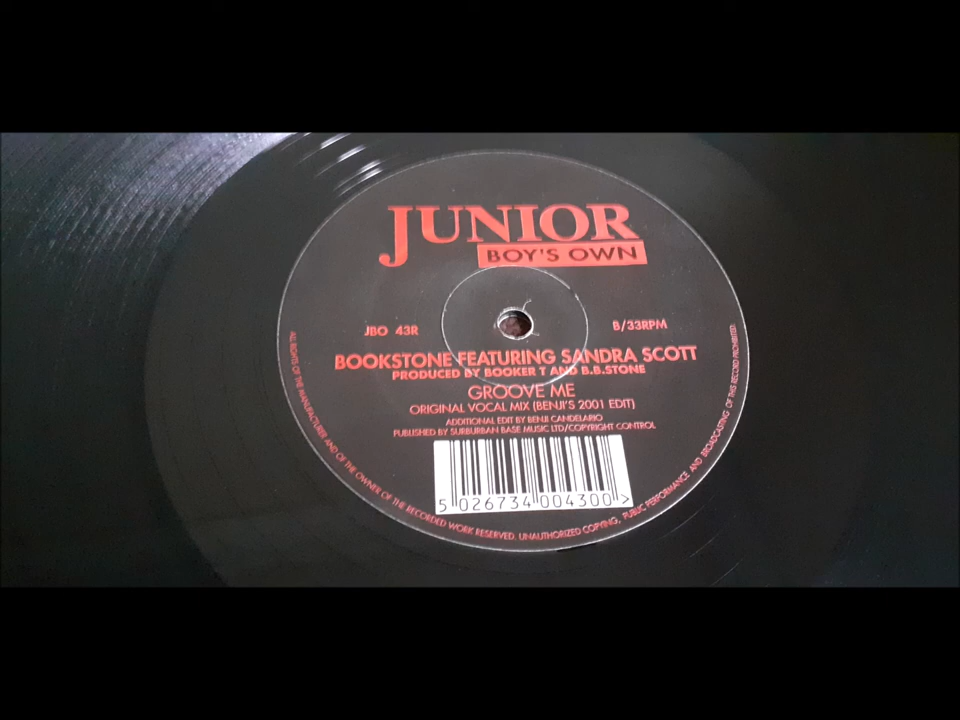 JUNIOR
BOY'S OWN
JBO 43R
B/33RPM
BOOKSTONE FEATURING SANDRA SCOTT
PRODUCED BY BOOKER T AND B.B.STONE
GROOVE ME
ORIGINAL VOCAL MIX (BENJI'S 2001 EDIT)
ADDITIONAL EDIT BY BENJI CANDELARIO
PUBLISHED BY SURBURBAN BASE MUSIC LTD/COPYRIGHT CONTROL
5 026734 004300 >
ALL RIGHTS OF THE MANUFACTURER AND OF THE OWNER OF THE RECORDED WORK RESERVED. UNAUTHORIZED COPYING, PUBLIC PERFORMANCE AND BROADCASTING OF THIS RECORD PROHIBITED.